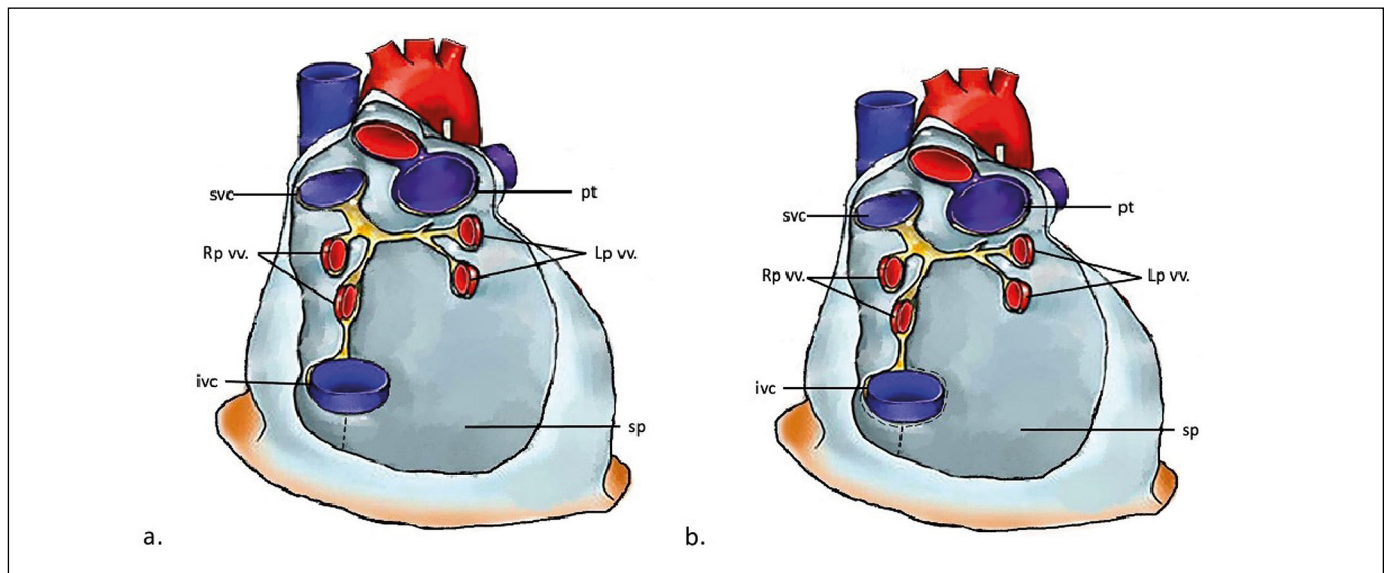 svc
pt
Rp vv.
Lp vv.
ivc
sp
a.
svc
pt
Rp vv.
Lp vv.
ivc
sp
b.